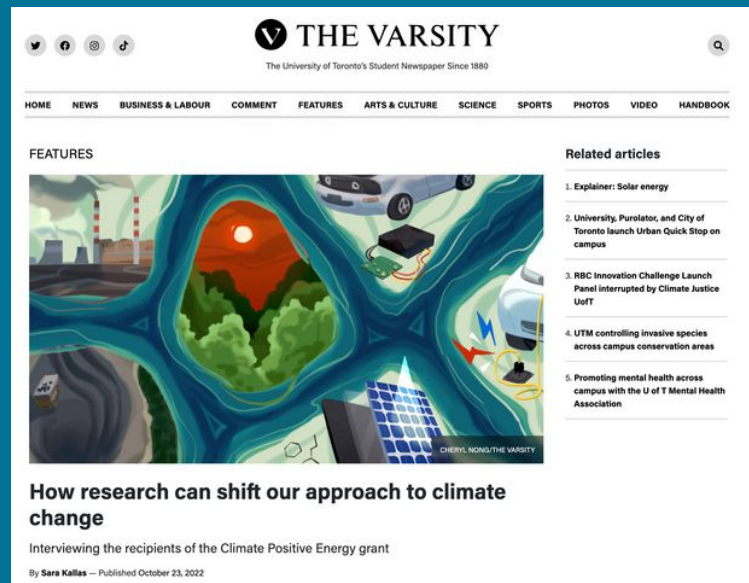 THE VARSITY
The University of Toronto's Student Newspaper Since 1880
HOME NEWS BUSINESS & LABOUR COMMENT FEATURES ARTS & CULTURE SCIENCE SPORTS PHOTOS VIDEO HANDBOOK
FEATURES
CHERYL NONG/THE VARSITY
How research can shift our approach to climate
change
Interviewing the recipients of the Climate Positive Energy grant
By Sara Kallas — Published October 23, 2022
Related articles
1. Explainer: Solar energy
2. University, Purolator, and City of
Toronto launch Urban Quick Stop on
campus
3. RBC Innovation Challenge Launch
Panel interrupted by Climate Justice
UofT
4. UTM controlling invasive species
across campus conservation areas
5. Promoting mental health across
campus with the U of T Mental Health
Association